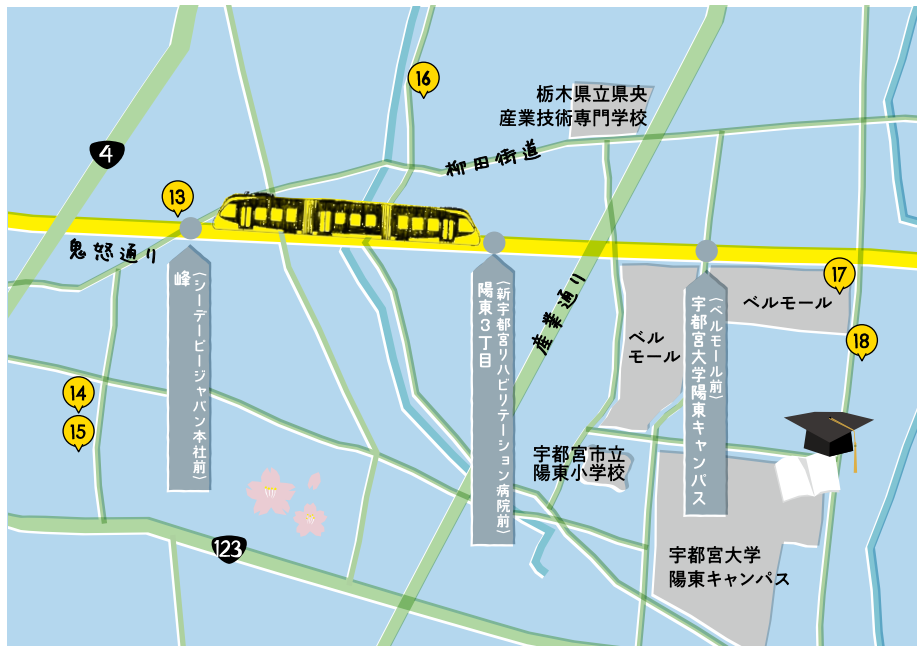 16
栃木県立県央
産業技術専門学校
4
柳田街道
13
鬼怒通り
17
ベルモール
産業通り
18
ベル
モール
峰
（シーデーピージャパン本社前）
陽東3丁目
（新宇都宮リハビリテーション病院前）
宇都宮大学陽東キャンパス
（ベルモール前）
14
15
宇都宮市立
陽東小学校
123
宇都宮大学
陽東キャンパス